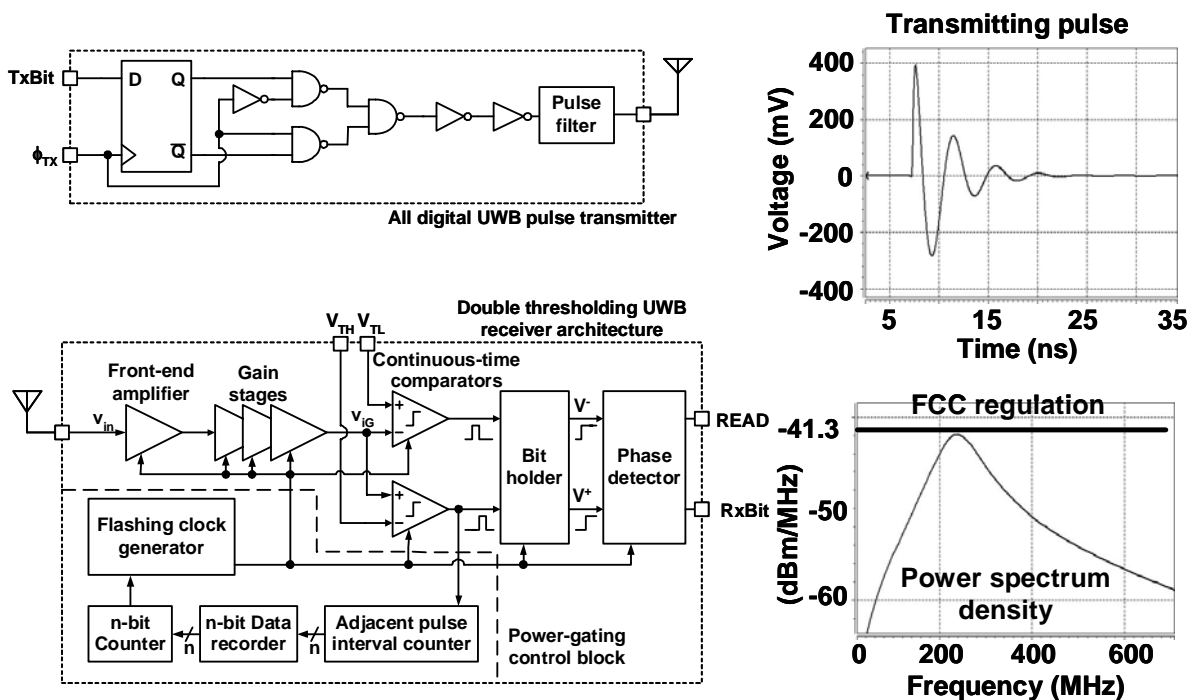 TxBit
D
Q
Q
ϕTX
Pulse
filter
All digital UWB pulse transmitter
Transmitting pulse
400
200
0
-200
-400
Voltage (mV)
5
15
25
35
Time (ns)
Double thresholding UWB
receiver architecture
VTH
VTL
Continuous-time
comparators
Front-end
amplifier
Gain
stages
vin
viG
+
−
+
−
Bit
holder
V-
V+
Phase
detector
READ
RxBit
Flashing clock
generator
n-bit
Counter
n
n-bit Data
recorder
n
Adjacent pulse
interval counter
Power-gating
control block
FCC regulation
-41.3
-50
-60
(dBm/MHz)
Power spectrum
density
0
200
400
600
Frequency (MHz)